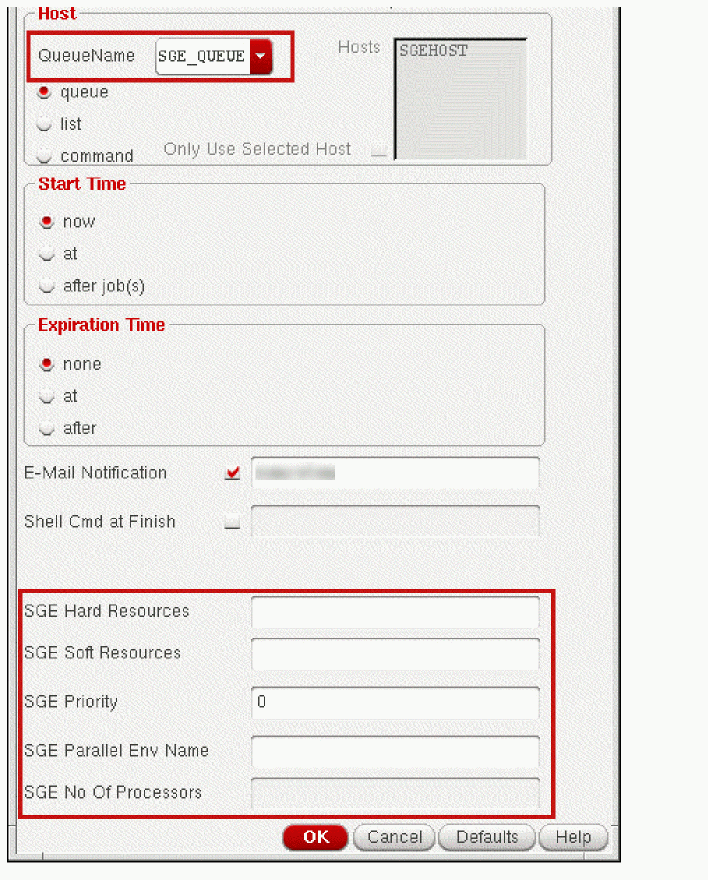 Host
QueueName SGE_QUEUE Hosts SGEHOST
queue
list
command Only Use Selected Host
Start Time
now
at
after job(s)
Expiration Time
none
at
after
E-Mail Notification
Shell Cmd at Finish
SGE Hard Resources
SGE Soft Resources
SGE Priority 0
SGE Parallel Env Name
SGE No Of Processors
OK Cancel Defaults Help